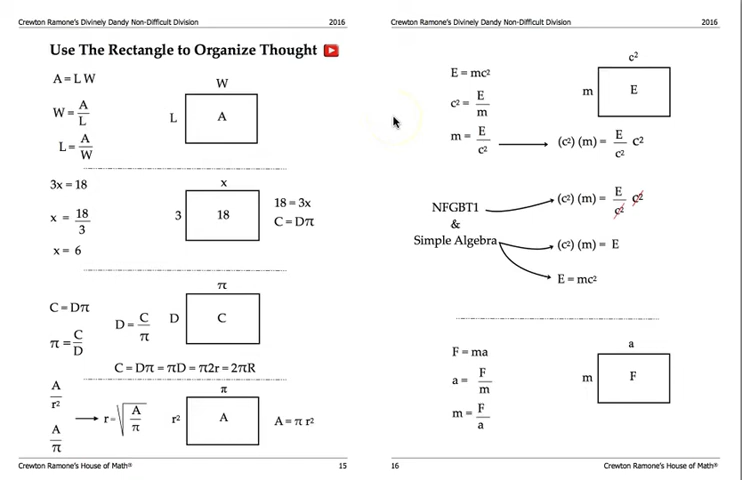 Crewton Ramone's Divinely Dandy Non-Difficult Division 2016
Use The Rectangle to Organize Thought
A = L W
W = A/L
L = A/W
W
L
A
3x = 18
x = 18/3
x = 6
x
3
18
18 = 3x
C = Dπ
C = Dπ
π = C/D
D = C/π
π
D
C
C = Dπ = πD = π2r = 2πR
A/r²
A/π
r = √A/π
π
r²
A
A = π r²
Crewton Ramone's House of Math® 15
Crewton Ramone's Divinely Dandy Non-Difficult Division 2016
E = mc²
c² = E/m
m = E/c²
c²
m
E
(c²) (m) = E/c² c²
NFGBT1
&
Simple Algebra
(c²) (m) = E/c² c²
(c²) (m) = E
E = mc²
F = ma
a = F/m
m = F/a
a
m
F
16 Crewton Ramone's House of Math®